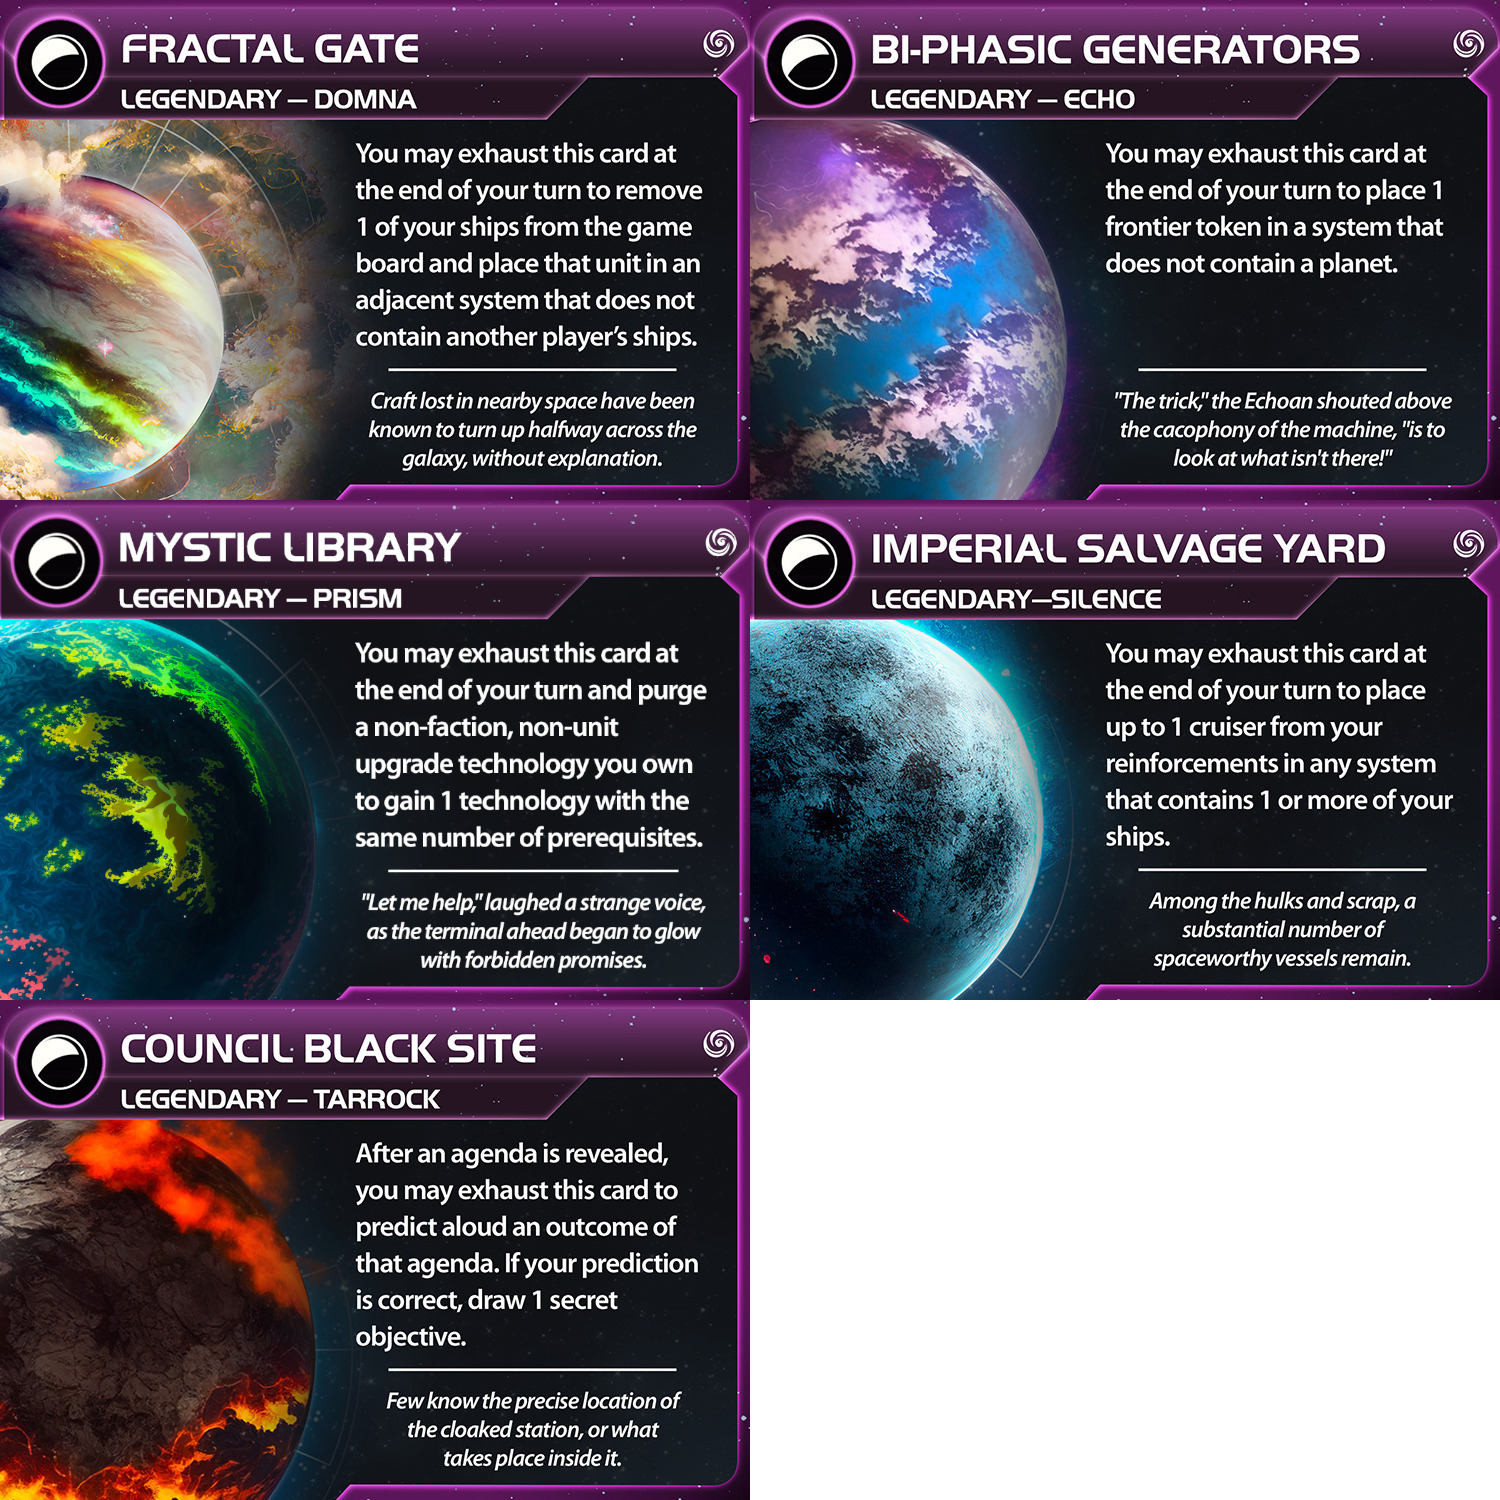 FRACTAL GATE
LEGENDARY – DOMNA
You may exhaust this card at
the end of your turn to remove
1 of your ships from the game
board and place that unit in an
adjacent system that does not
contain another player’s ships.
Craft lost in nearby space have been
known to turn up halfway across the
galaxy, without explanation.
BI-PHASIC GENERATORS
LEGENDARY – ECHO
You may exhaust this card at
the end of your turn to place 1
frontier token in a system that
does not contain a planet.
"The trick," the Echoan shouted above
the cacophony of the machine, "is to
look at what isn't there!"
MYSTIC LIBRARY
LEGENDARY – PRISM
You may exhaust this card at
the end of your turn and purge
a non-faction, non-unit
upgrade technology you own
to gain 1 technology with the
same number of prerequisites.
"Let me help," laughed a strange voice,
as the terminal ahead began to glow
with forbidden promises.
IMPERIAL SALVAGE YARD
LEGENDARY—SILENCE
You may exhaust this card at
the end of your turn to place
up to 1 cruiser from your
reinforcements in any system
that contains 1 or more of your
ships.
Among the hulks and scrap, a
substantial number of
spaceworthy vessels remain.
COUNCIL BLACK SITE
LEGENDARY – TARROCK
After an agenda is revealed,
you may exhaust this card to
predict aloud an outcome of
that agenda. If your prediction
is correct, draw 1 secret
objective.
Few know the precise location of
the cloaked station, or what
takes place inside it.